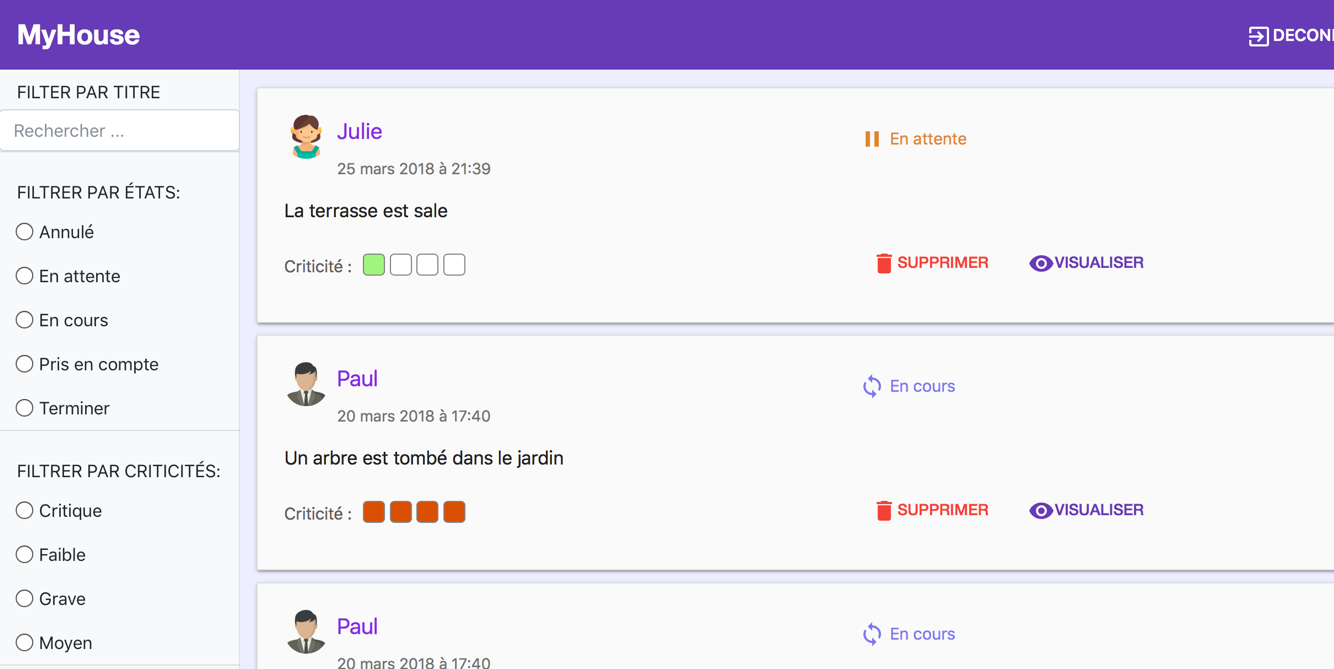 MyHouse
DECON
FILTER PAR TITRE
Rechercher ...
FILTRER PAR ÉTATS:
Annulé
En attente
En cours
Pris en compte
Terminer
FILTRER PAR CRITICITÉS:
Critique
Faible
Grave
Moyen
Julie
En attente
25 mars 2018 à 21:39
La terrasse est sale
Criticité :
SUPPRIMER VISUALISER
Paul
En cours
20 mars 2018 à 17:40
Un arbre est tombé dans le jardin
Criticité :
SUPPRIMER VISUALISER
Paul
En cours
20 mars 2018 à 17:40